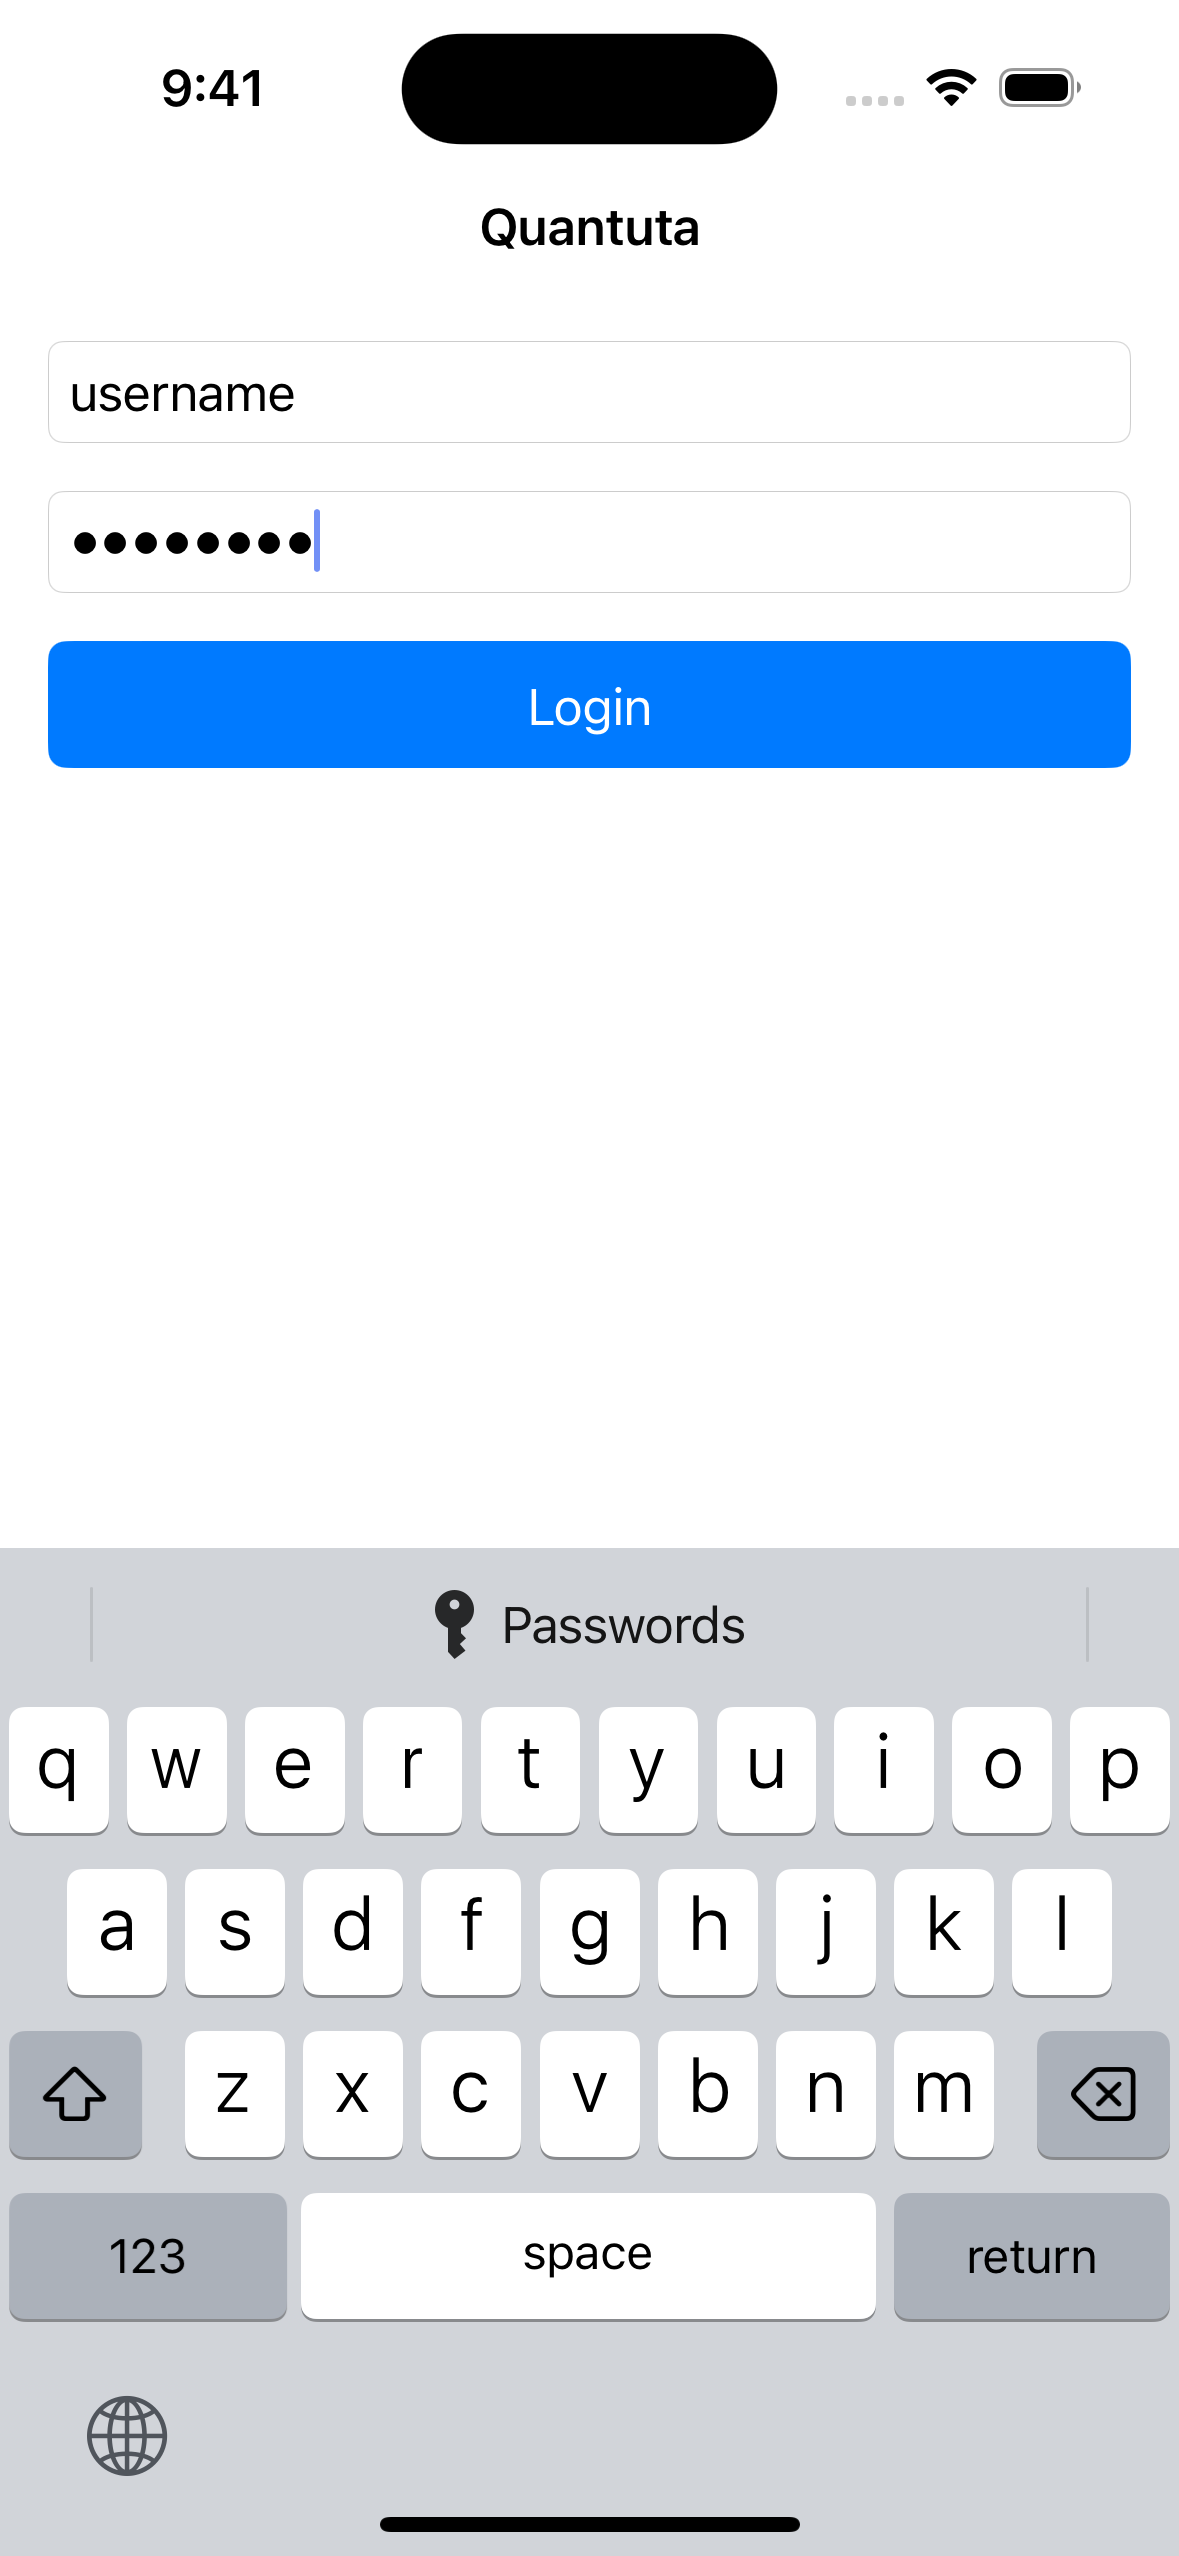 9:41
Quantuta
username
••••••••
Login
Passwords
q w e r t y u i o p
a s d f g h j k l
z x c v b n m
123 space return